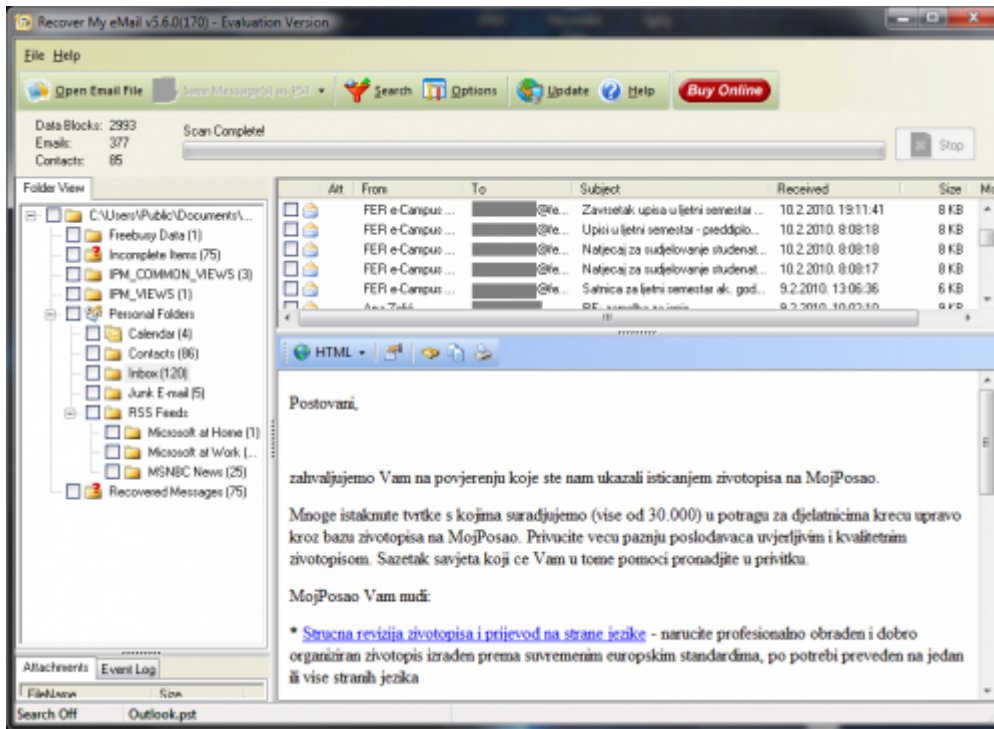 Recover My eMail v5.6.0(170) - Evaluation Version
File Help
Open Email File Save Message(s) as PST Search Options Update Help Buy Online
Data Blocks: 2993
Emails: 377
Contacts: 85
Scan Complete!
Stop
Folder View
C:\Users\Public\Documents\...
Freebusy Data (1)
Incomplete Items (75)
IPM_COMMON_VIEWS (3)
IPM_VIEWS (1)
Personal Folders
Calendar (4)
Contacts (86)
Inbox (120)
Junk E-mail (5)
RSS Feeds
Microsoft at Home (1)
Microsoft at Work (...
MSNBC News (25)
Recovered Messages (75)
Att From To Subject Received Size
FER e-Campus ... @fe... Zavrsetak upisa u ljetni semestar ... 10.2.2010. 19:11:41 8 KB
FER e-Campus ... @fe... Upisi u ljetni semestar - preddiplo... 10.2.2010. 8:08:18 8 KB
FER e-Campus ... @fe... Natjecaj za sudjelovanje studenat... 10.2.2010. 8:08:18 8 KB
FER e-Campus ... @fe... Natjecaj za sudjelovanje studenat... 10.2.2010. 8:08:17 8 KB
FER e-Campus ... @fe... Satnica za ljetni semestar ak. god... 9.2.2010. 13:06:36 6 KB
HTML
Postovani,
zahvaljujemo Vam na povjerenju koje ste nam ukazali isticanjem zivotopisa na MojPosao.
Mnoge istaknute tvrtke s kojima suradjujemo (vise od 30.000) u potragu za djelatnicima krecu upravo
kroz bazu zivotopisa na MojPosao. Privucite vecu paznju poslodavaca uvjerljivim i kvalitetnim
zivotopisom. Sazetak savjeta koji ce Vam u tome pomoci pronadjite u privitku.
MojPosao Vam nudi:
* Strucna revizija zivotopisa i prijevod na strane jezike - narucite profesionalno obraden i dobro
organiziran zivotopis izraden prema suvremenim europskim standardima, po potrebi preveden na jedan
ili vise stranih jezika
Attachments Event Log
FileName Size
Search Off Outlook.pst